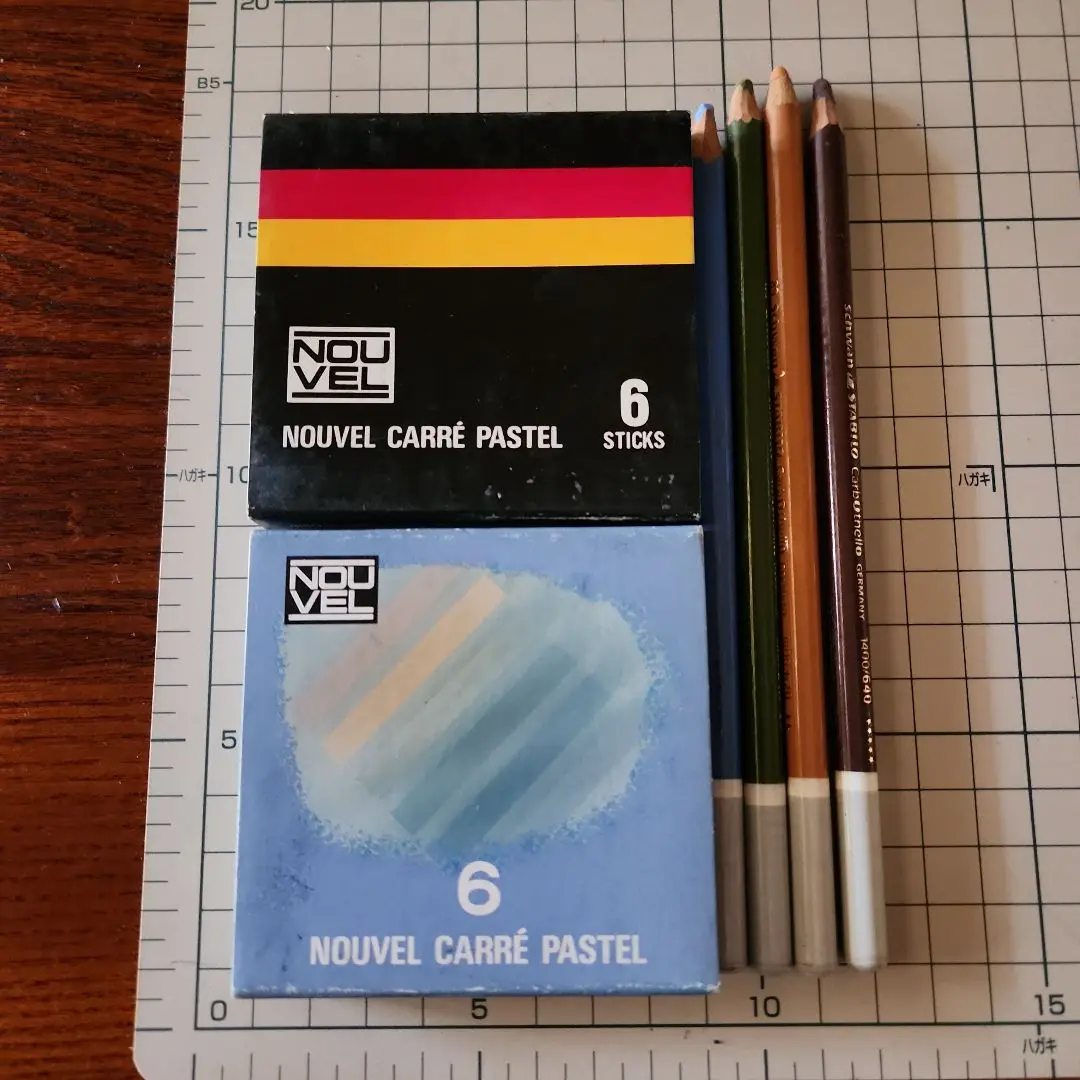 20
B5
15
NOU
VEL
NOUVEL CARRÉ PASTEL
6
STICKS
ハガキ
10
ハガキ
schwan STABILO CarbOthello GERMANY 1400/640
NOU
VEL
5
6
NOUVEL CARRÉ PASTEL
0
5
10
15
ハガキ